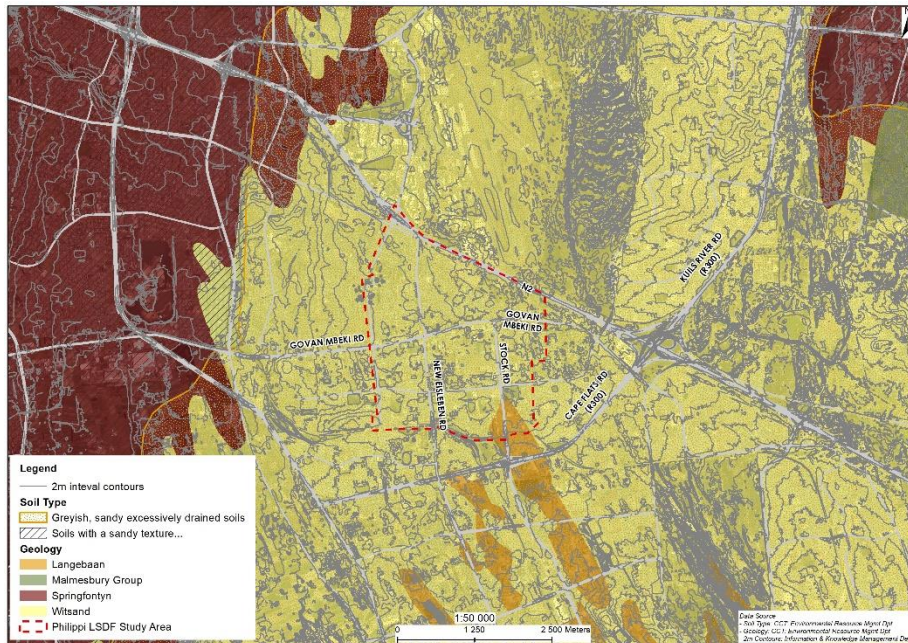 N2
KUILS RIVER RD
(R300)
GOVAN
MBEKI RD
GOVAN MBEKI RD
NEW EISLEBEN RD
STOCK RD
CAPE FLATS RD
(R300)
Legend
2m inteval contours
Soil Type
Greyish, sandy excessively drained soils
Soils with a sandy texture...
Geology
Langebaan
Malmesbury Group
Springfontyn
Witsand
Philippi LSDF Study Area
1:50 000
0 1 250 2 500 Meters
Data Source
- Soil Type: CCT: Environmental Resource Mgmt Dpt
- Geology: CCT: Environmental Resource Mgmt Dpt
- 2m Contours: Information & Knowledge Management De